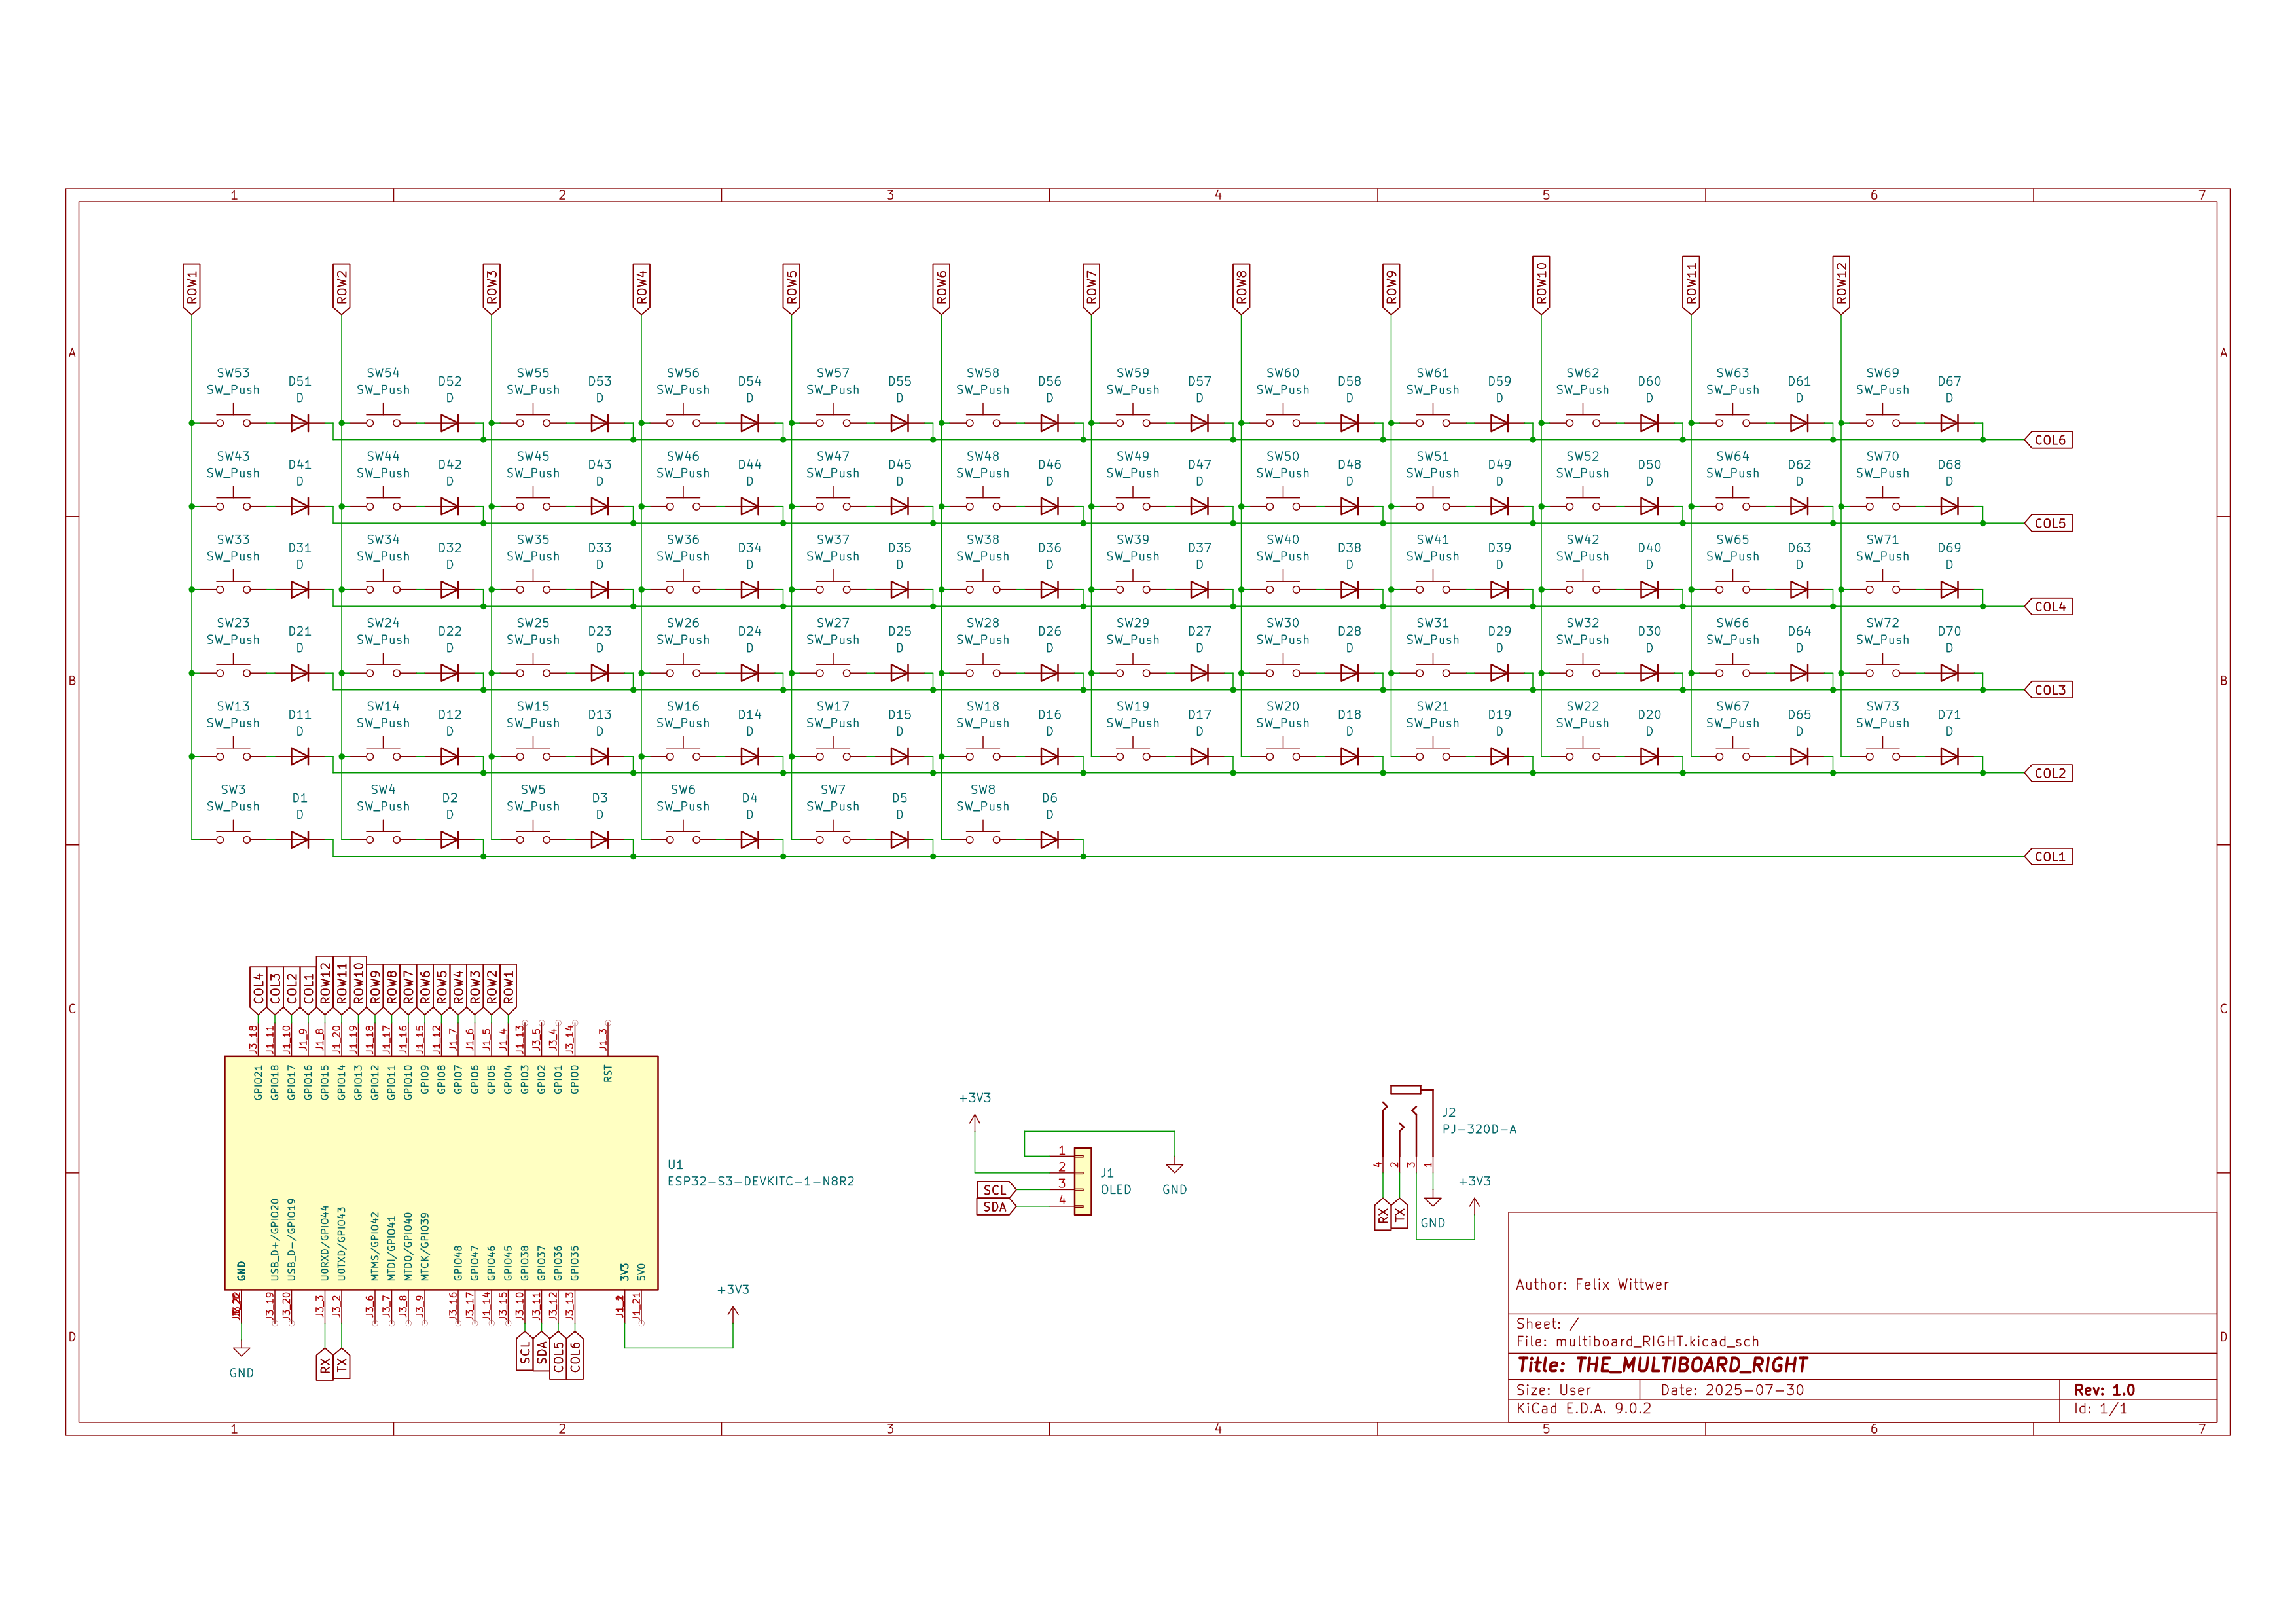 1 2 3 4 5 6 7
ROW1 ROW2 ROW3 ROW4 ROW5 ROW6 ROW7 ROW8 ROW9 ROW10 ROW11 ROW12
A A
SW53 SW54 SW55 SW56 SW57 SW58 SW59 SW60 SW61 SW62 SW63 SW69
D51 D52 D53 D54 D55 D56 D57 D58 D59 D60 D61 D67
SW_Push SW_Push SW_Push SW_Push SW_Push SW_Push SW_Push SW_Push SW_Push SW_Push SW_Push SW_Push
D D D D D D D D D D D D
COL6
SW43 SW44 SW45 SW46 SW47 SW48 SW49 SW50 SW51 SW52 SW64 SW70
D41 D42 D43 D44 D45 D46 D47 D48 D49 D50 D62 D68
SW_Push SW_Push SW_Push SW_Push SW_Push SW_Push SW_Push SW_Push SW_Push SW_Push SW_Push SW_Push
D D D D D D D D D D D D
COL5
SW33 SW34 SW35 SW36 SW37 SW38 SW39 SW40 SW41 SW42 SW65 SW71
D31 D32 D33 D34 D35 D36 D37 D38 D39 D40 D63 D69
SW_Push SW_Push SW_Push SW_Push SW_Push SW_Push SW_Push SW_Push SW_Push SW_Push SW_Push SW_Push
D D D D D D D D D D D D
COL4
SW23 SW24 SW25 SW26 SW27 SW28 SW29 SW30 SW31 SW32 SW66 SW72
D21 D22 D23 D24 D25 D26 D27 D28 D29 D30 D64 D70
SW_Push SW_Push SW_Push SW_Push SW_Push SW_Push SW_Push SW_Push SW_Push SW_Push SW_Push SW_Push
D D D D D D D D D D D D
B B
COL3
SW13 SW14 SW15 SW16 SW17 SW18 SW19 SW20 SW21 SW22 SW67 SW73
D11 D12 D13 D14 D15 D16 D17 D18 D19 D20 D65 D71
SW_Push SW_Push SW_Push SW_Push SW_Push SW_Push SW_Push SW_Push SW_Push SW_Push SW_Push SW_Push
D D D D D D D D D D D D
COL2
SW3 SW4 SW5 SW6 SW7 SW8
D1 D2 D3 D4 D5 D6
SW_Push SW_Push SW_Push SW_Push SW_Push SW_Push
D D D D D D
COL1
COL4 COL3 COL2 COL1 ROW12 ROW11 ROW10 ROW9 ROW8 ROW7 ROW6 ROW5 ROW4 ROW3 ROW2 ROW1
C C
J3_18 J1_11 J1_10 J1_9 J1_8 J1_20 J1_19 J1_18 J1_17 J1_16 J1_15 J1_12 J1_7 J1_6 J1_5 J1_4 J1_13 J3_5 J3_4 J3_14 J1_3
GPIO21 GPIO18 GPIO17 GPIO16 GPIO15 GPIO14 GPIO13 GPIO12 GPIO11 GPIO10 GPIO9 GPIO8 GPIO7 GPIO6 GPIO5 GPIO4 GPIO3 GPIO2 GPIO1 GPIO0 RST
U1
ESP32-S3-DEVKITC-1-N8R2
GND USB_D+/GPIO20 USB_D-/GPIO19 U0RXD/GPIO44 U0TXD/GPIO43 MTMS/GPIO42 MTDI/GPIO41 MTDO/GPIO40 MTCK/GPIO39 GPIO48 GPIO47 GPIO46 GPIO45 GPIO38 GPIO37 GPIO36 GPIO35 3V3 5V0
J3_19 J3_20 J3_3 J3_2 J3_6 J3_7 J3_8 J3_9 J3_16 J3_17 J1_14 J3_15 J3_10 J3_11 J3_12 J3_13 J1_21
GND
RX TX
SCL SDA COL5 COL6
+3V3
+3V3
1
2
3
4
SCL
SDA
J1
OLED
GND
J2
PJ-320D-A
4 2 3 1
RX TX
GND
+3V3
Author: Felix Wittwer
Sheet: /
File: multiboard_RIGHT.kicad_sch
D D
Title: THE_MULTIBOARD_RIGHT
Size: User Date: 2025-07-30 Rev: 1.0
KiCad E.D.A. 9.0.2 Id: 1/1
1 2 3 4 5 6 7